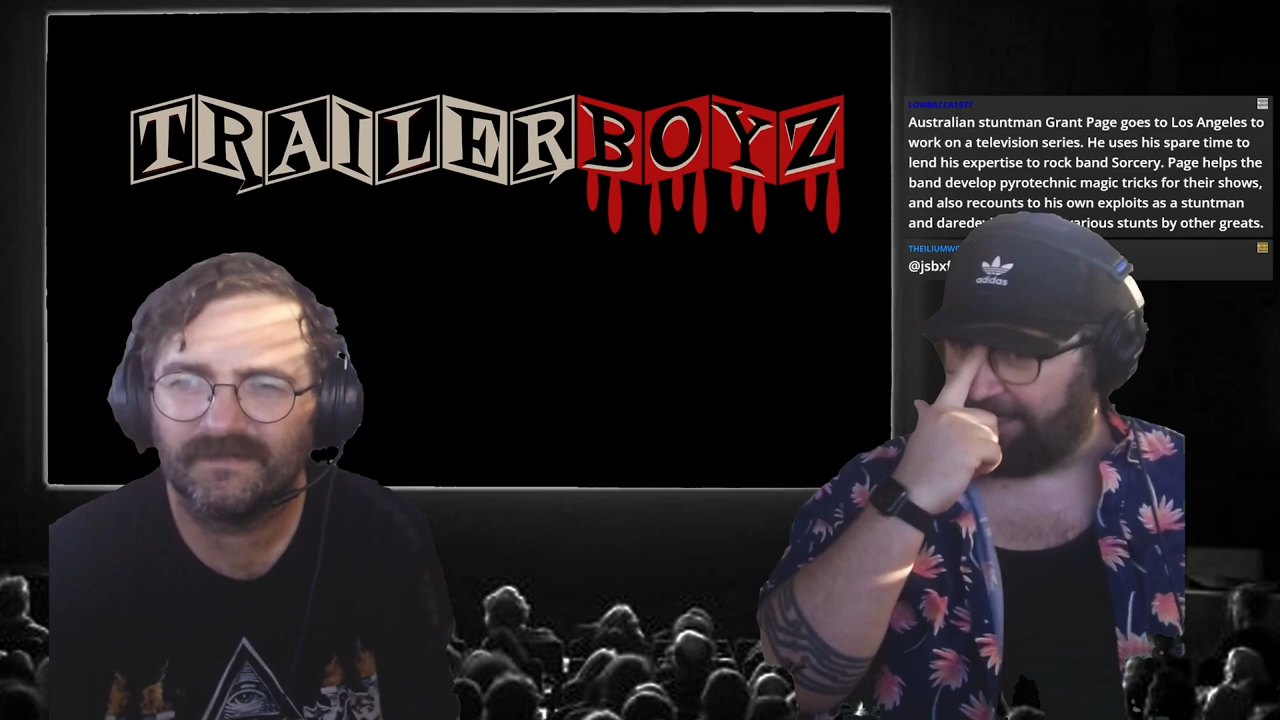 TRAILERBOYZ
LOWBACCA1977
Australian stuntman Grant Page goes to Los Angeles to
work on a television series. He uses his spare time to
lend his expertise to rock band Sorcery. Page helps the
band develop pyrotechnic magic tricks for their shows,
and also recounts to his own exploits as a stuntman
and various stunts by other greats.
adidas